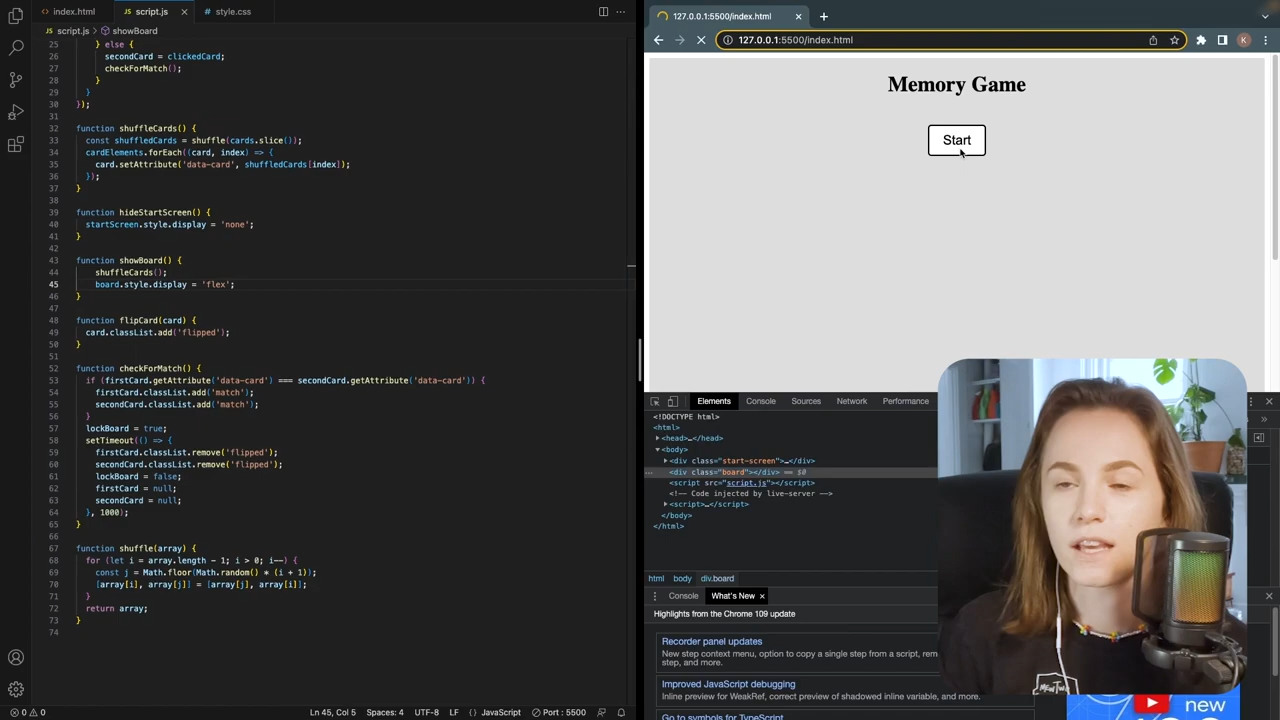 index.html
script.js
style.css
script.js > showBoard
25 } else {
26 secondCard = clickedCard;
27 checkForMatch();
28 }
29 }
30 });
31
32 function shuffleCards() {
33 const shuffledCards = shuffle(cards.slice());
34 cardElements.forEach((card, index) => {
35 card.setAttribute('data-card', shuffledCards[index]);
36 });
37 }
38
39 function hideStartScreen() {
40 startScreen.style.display = 'none';
41 }
42
43 function showBoard() {
44 shuffleCards();
45 board.style.display = 'flex';
46 }
47
48 function flipCard(card) {
49 card.classList.add('flipped');
50 }
51
52 function checkForMatch() {
53 if (firstCard.getAttribute('data-card') === secondCard.getAttribute('data-card')) {
54 firstCard.classList.add('match');
55 secondCard.classList.add('match');
56 }
57 lockBoard = true;
58 setTimeout(() => {
59 firstCard.classList.remove('flipped');
60 secondCard.classList.remove('flipped');
61 lockBoard = false;
62 firstCard = null;
63 secondCard = null;
64 }, 1000);
65 }
66
67 function shuffle(array) {
68 for (let i = array.length - 1; i > 0; i--) {
69 const j = Math.floor(Math.random() * (i + 1));
70 [array[i], array[j]] = [array[j], array[i]];
71 }
72 return array;
73 }
74
0 0
Ln 45, Col 5 Spaces: 4 UTF-8 LF {} JavaScript Port : 5500
127.0.0.1:5500/index.html
127.0.0.1:5500/index.html
K
Memory Game
Start
Elements Console Sources Network Performance
<!DOCTYPE html>
<html>
<head>…</head>
<body>
<div class="start-screen">…</div>
<div class="board"></div> == $0
<script src="script.js"></script>
<!-- Code injected by live-server -->
<script>…</script>
</body>
</html>
html body div.board
Console What's New
Highlights from the Chrome 109 update
Recorder panel updates
New step context menu, option to copy a single step from a script,
step, and more.
Improved JavaScript debugging
Inline preview for WeakRef, correct preview of shadowed inline variable, and more.
Go to symbols for TypeScript
new